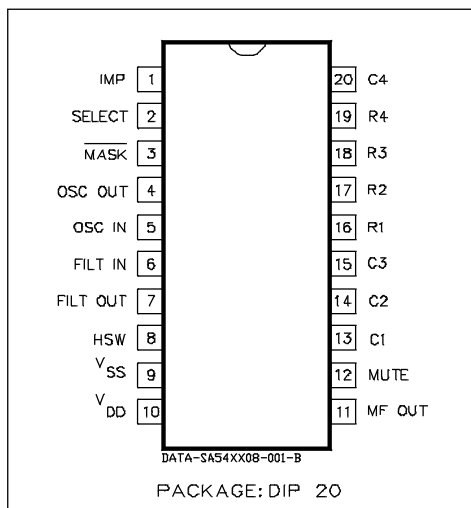 IMP 1
SELECT 2
MASK 3
OSC OUT 4
OSC IN 5
FILT IN 6
FILT OUT 7
HSW 8
VSS 9
VDD 10
20 C4
19 R4
18 R3
17 R2
16 R1
15 C3
14 C2
13 C1
12 MUTE
11 MF OUT
DATA-SA54XX08-001-B
PACKAGE: DIP 20